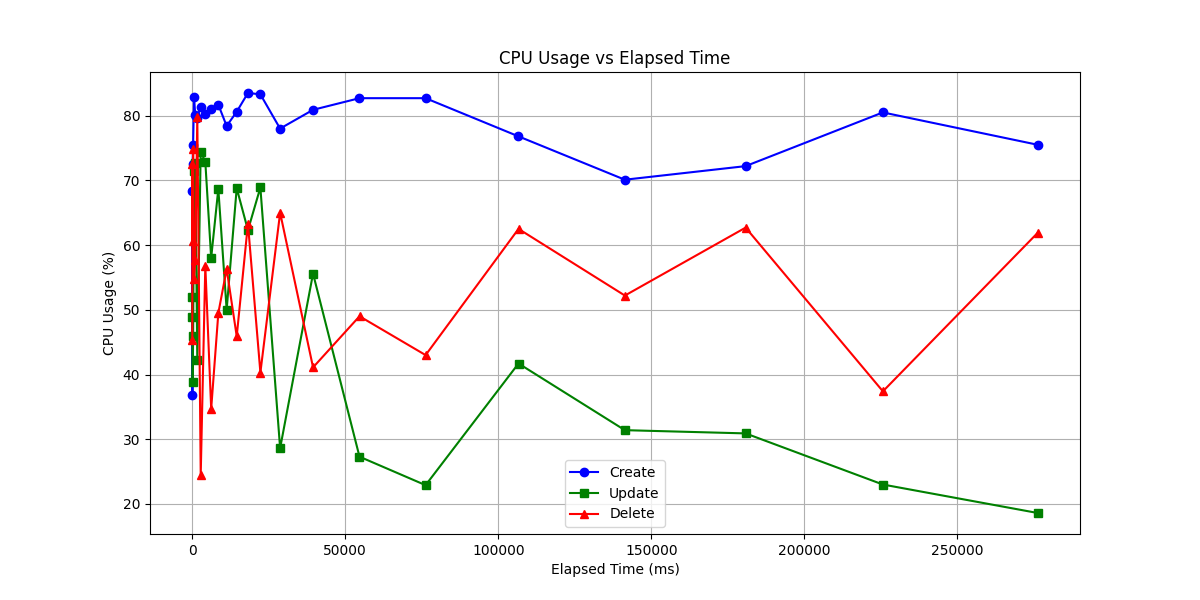 CPU Usage vs Elapsed Time
CPU Usage (%)
80
70
60
50
40
30
20
0
50000
100000
150000
200000
250000
Elapsed Time (ms)
Create
Update
Delete